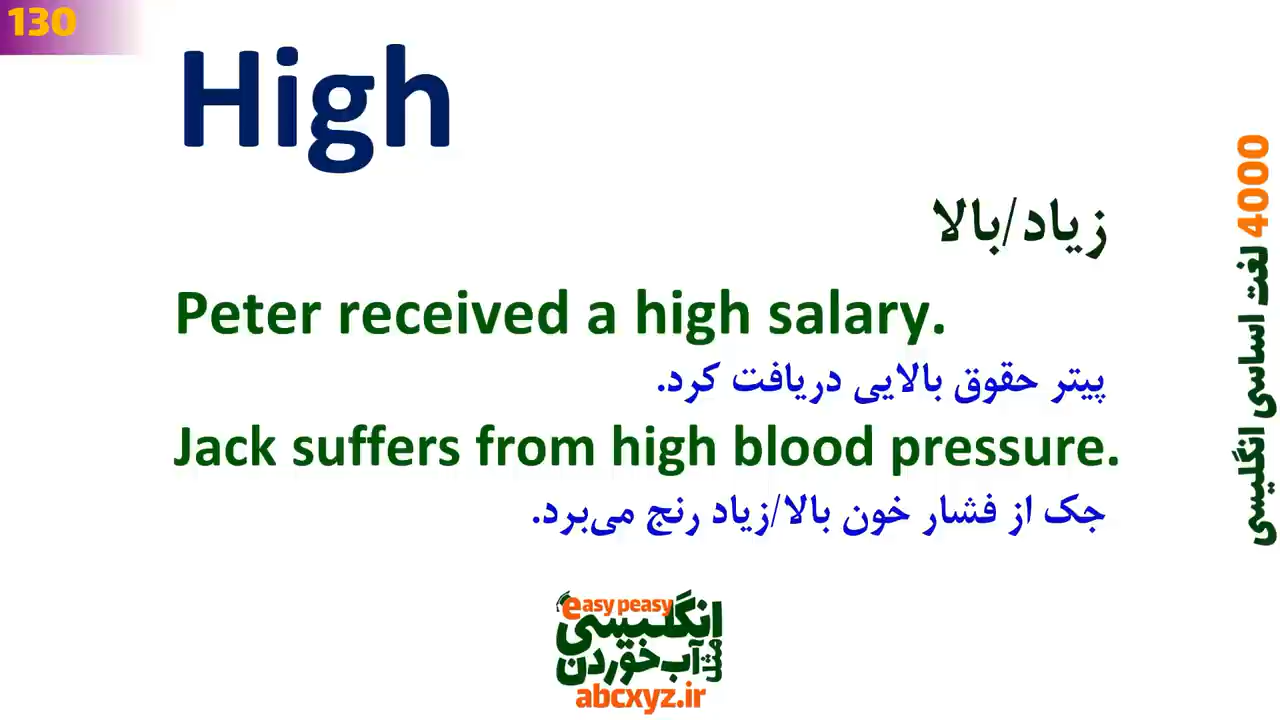 130
High
زیاد/بالا
Peter received a high salary.
پیتر حقوق بالایی دریافت کرد.
Jack suffers from high blood pressure.
جک از فشار خون بالا/زیاد رنج می‌برد.
4000 لغت اساسی انگلیسی
easy peasy
انگلیسی
مثل آب خوردن
abcxyz.ir